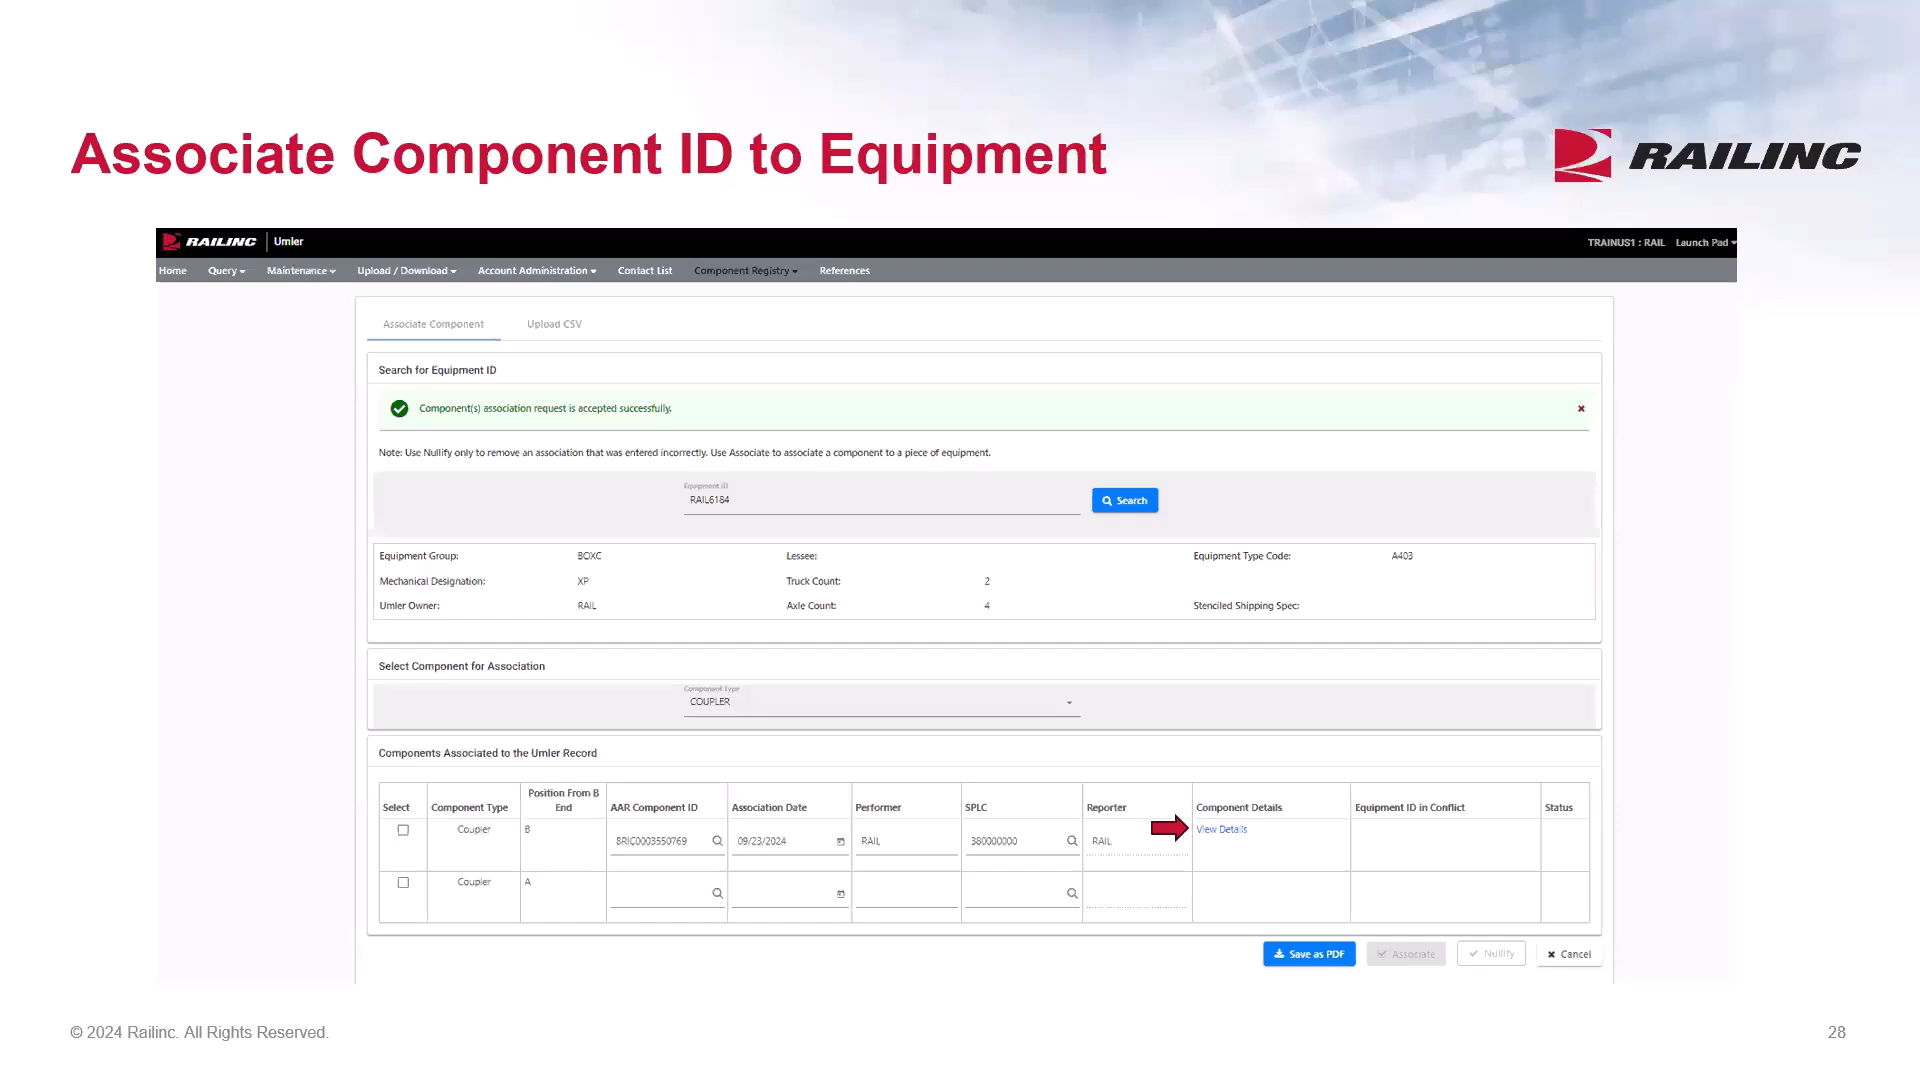 Associate Component ID to Equipment
RAILINC
RAILINC Umler
TRAINUS1 : RAIL Launch Pad
Home Query Maintenance Upload / Download Account Administration Contact List Component Registry References
Associate Component Upload CSV
Search for Equipment ID
Component(s) association request is accepted successfully.
Note: Use Nullify only to remove an association that was entered incorrectly. Use Associate to associate a component to a piece of equipment.
Equipment ID
RAIL6184
Search
Equipment Group: BOXC Lessee: Equipment Type Code: A403
Mechanical Designation: XP Truck Count: 2
Umler Owner: RAIL Axle Count: 4 Stenciled Shipping Spec:
Select Component for Association
Component Type
COUPLER
Components Associated to the Umler Record
Select Component Type Position From B End AAR Component ID Association Date Performer SPLC Reporter Component Details Equipment ID in Conflict Status
Coupler B 8RIC0003550769 09/23/2024 RAIL 380000000 RAIL View Details
Coupler A
Save as PDF Associate Nullify Cancel
© 2024 Railinc. All Rights Reserved.
28